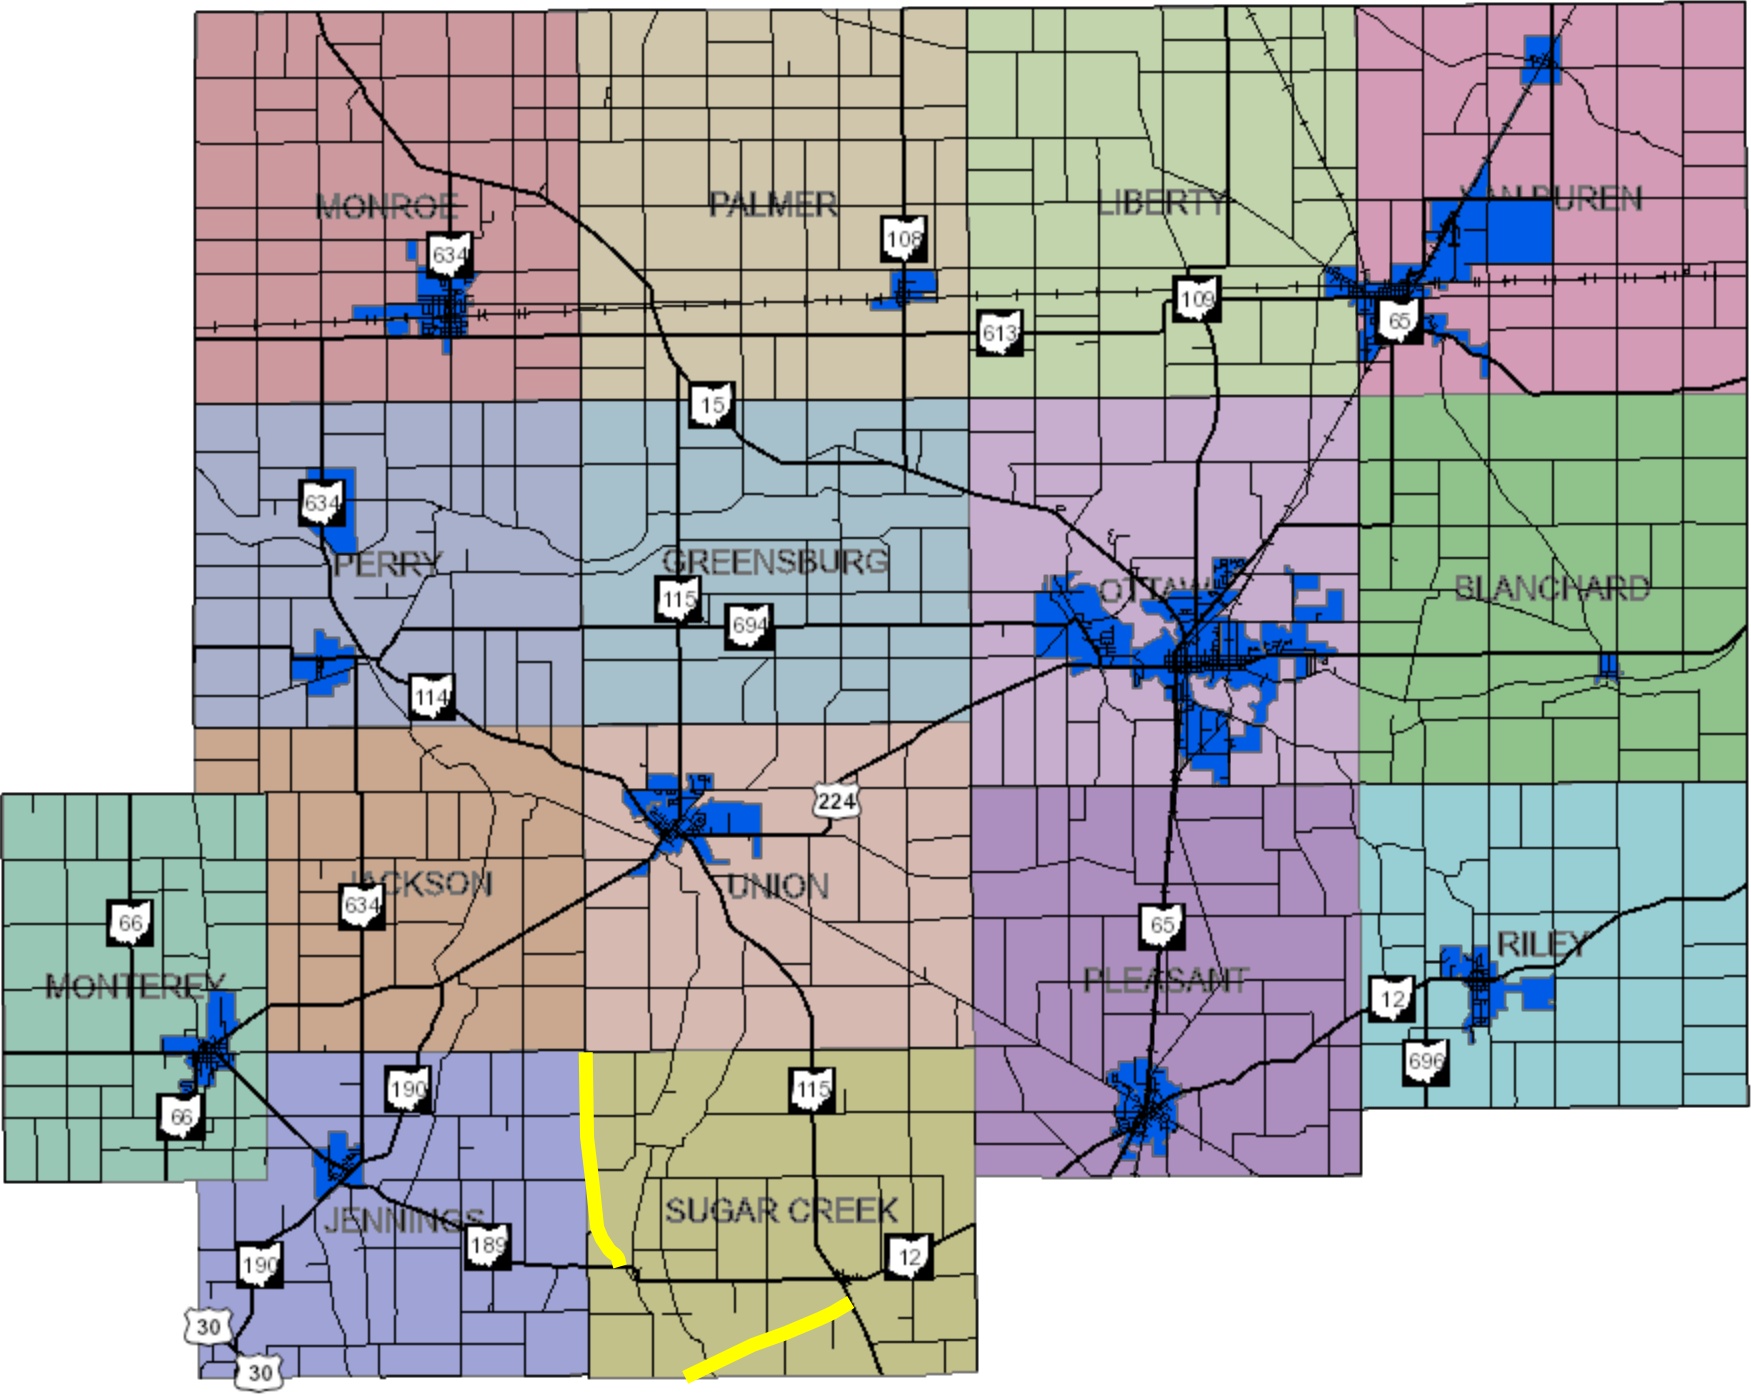 MONROE
PALMER
LIBERTY
VAN BUREN
634
108
109
613
65
15
634
PERRY
GREENSBURG
OTTAWA
BLANCHARD
115
694
114
224
JACKSON
UNION
634
66
65
MONTEREY
PLEASANT
RILEY
12
696
190
115
66
JENNINGS
SUGAR CREEK
189
12
190
30
30